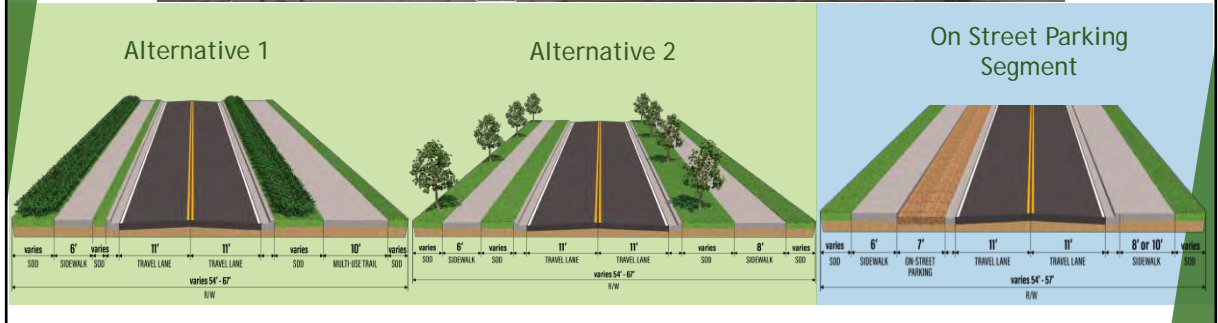 Alternative 1
varies 6' varies 11' 11' varies 10' varies
SOD SIDEWALK SOD TRAVEL LANE TRAVEL LANE SOD MULTI-USE TRAIL SOD
varies 54' - 67'
R/W
Alternative 2
varies 6' varies 11' 11' varies 8' varies
SOD SIDEWALK SOD TRAVEL LANE TRAVEL LANE SOD SIDEWALK SOD
varies 54' - 67'
R/W
On Street Parking
Segment
varies 6' 7' 11' 11' 8' or 10' varies
SOD SIDEWALK ON-STREET TRAVEL LANE TRAVEL LANE SIDEWALK SOD
PARKING
varies 54' - 57'
R/W